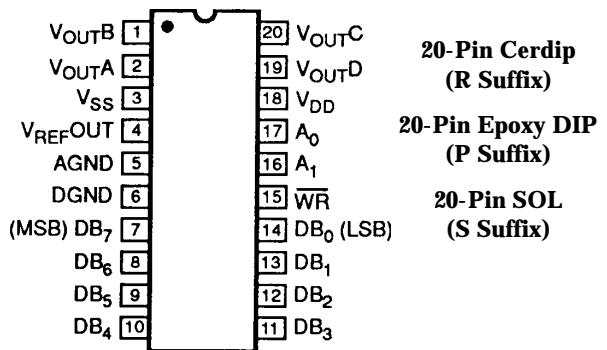 VOUTB 1 20 VOUTC
VOUTA 2 19 VOUTD
VSS 3 18 VDD
VREFOUT 4 17 A0
AGND 5 16 A1
DGND 6 15 W̅R̅
(MSB) DB7 7 14 DB0 (LSB)
DB6 8 13 DB1
DB5 9 12 DB2
DB4 10 11 DB3
20-Pin Cerdip
(R Suffix)
20-Pin Epoxy DIP
(P Suffix)
20-Pin SOL
(S Suffix)